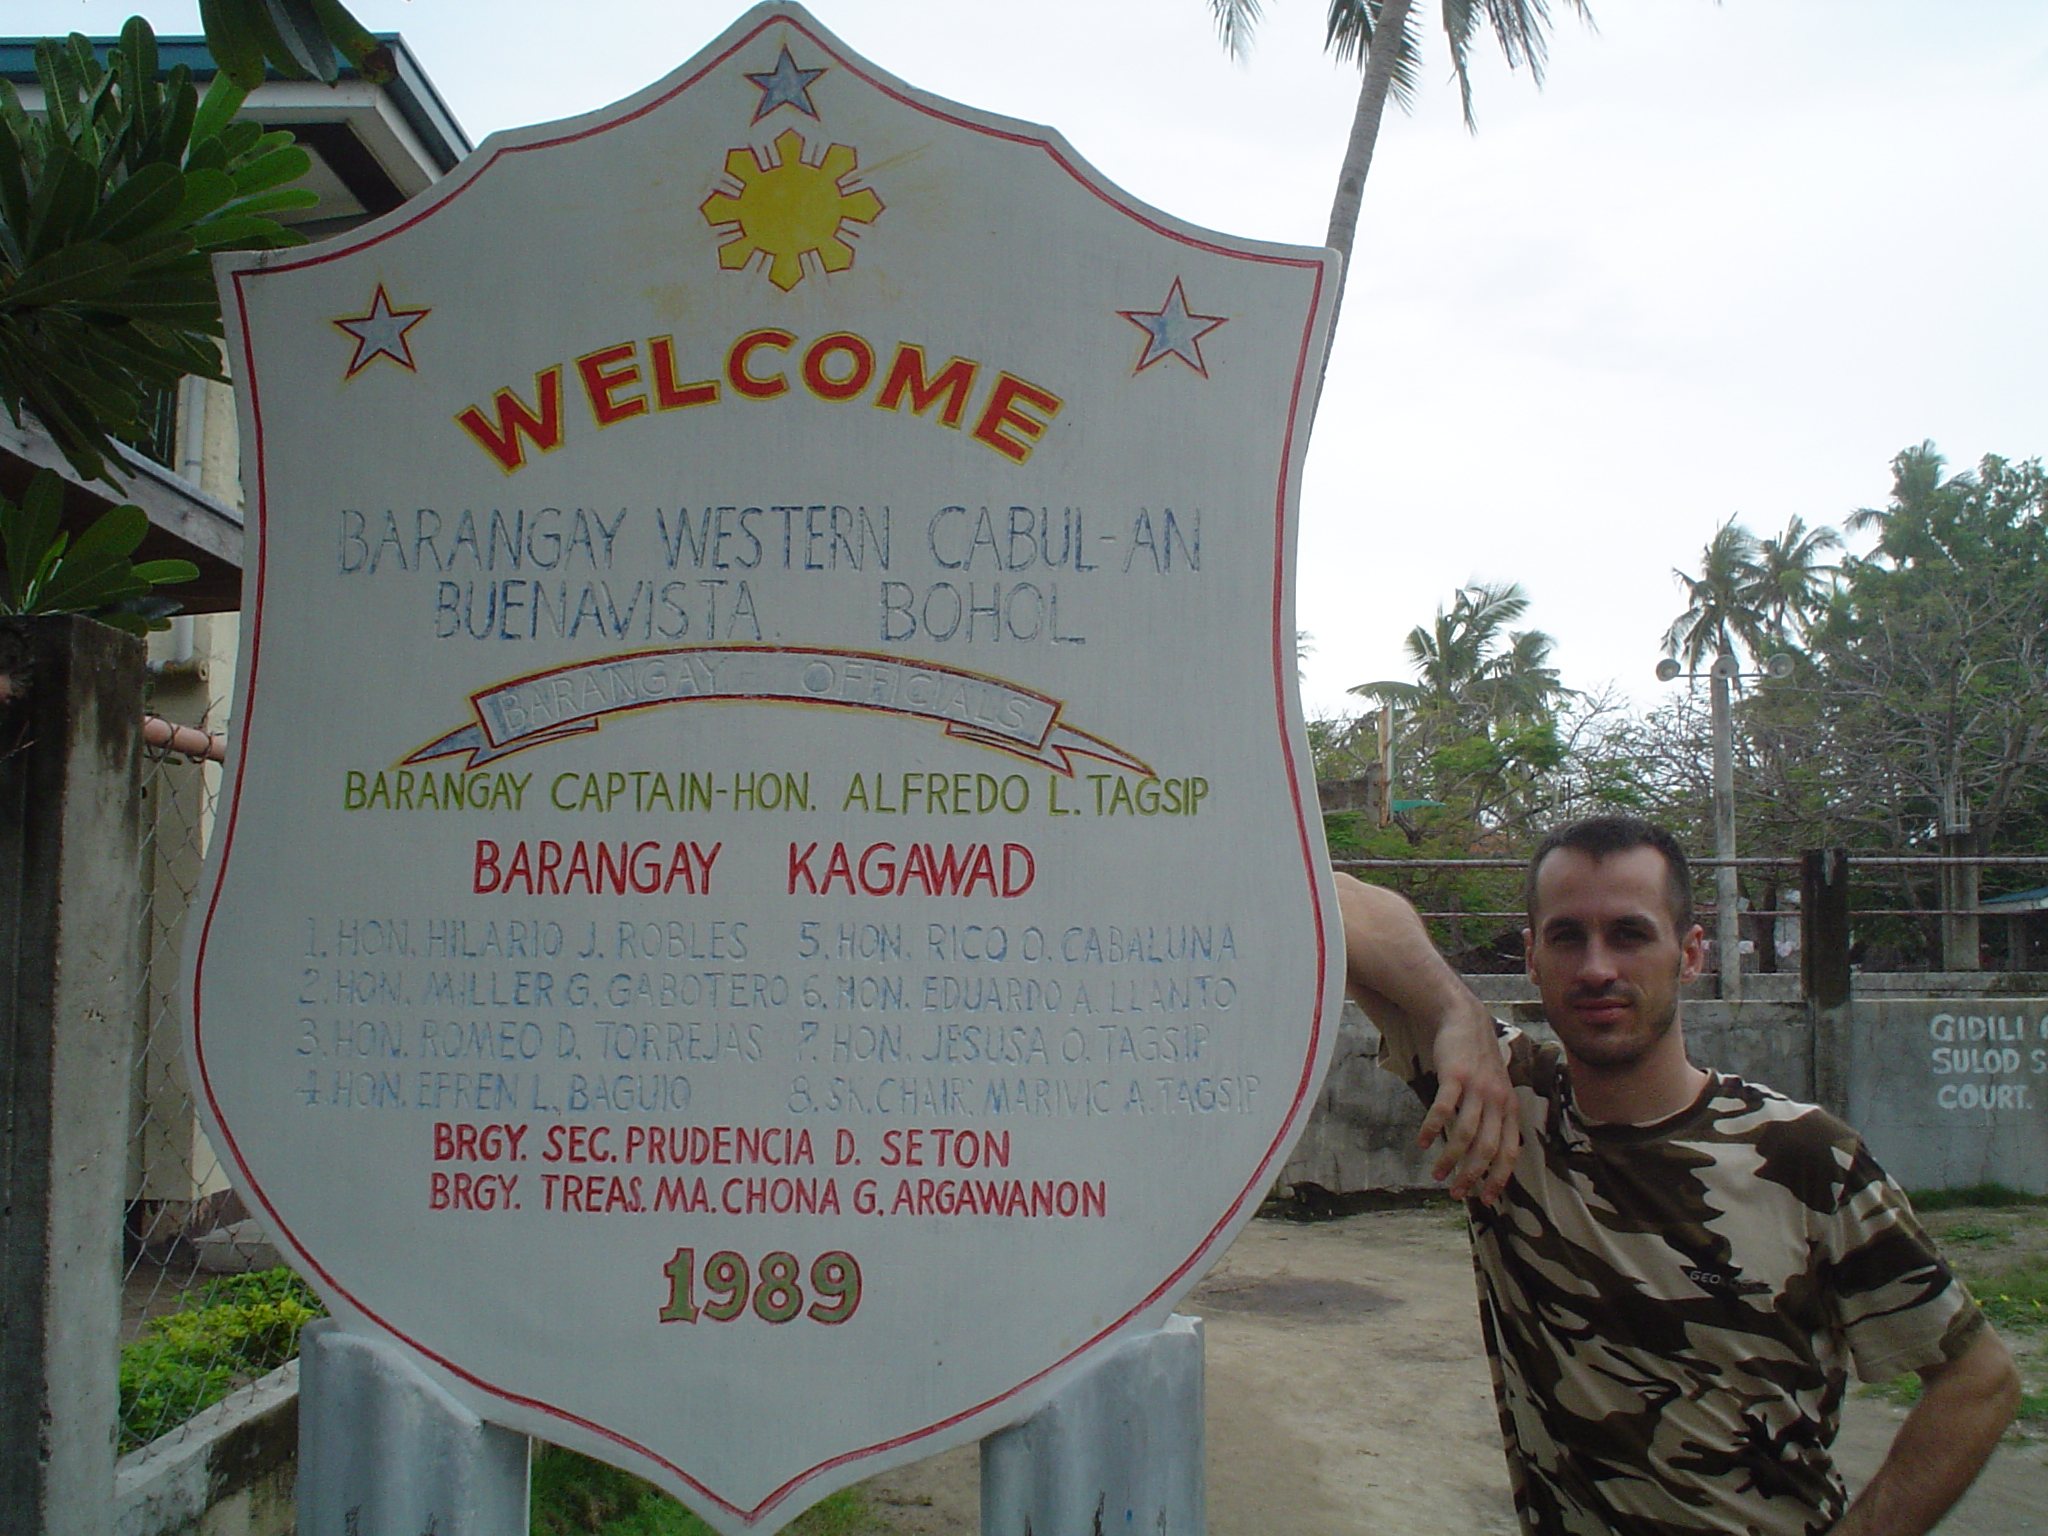 WELCOME
BARANGAY WESTERN CABUL-AN
BUENAVISTA. BOHOL
BARANGAY - OFFICIALS
BARANGAY CAPTAIN-HON. ALFREDO L. TAGSIP
BARANGAY KAGAWAD
1. HON. HILARIO J. ROBLES
2. HON. MILLER G. GABOTERO
3. HON. ROMEO D. TORREJAS
4. HON. EFREN L. BAGUIO
5. HON. RICO O. CABALUNA
6. HON. EDUARDO A. LLANTO
7. HON. JESUSA O. TAGSIP
8. SK. CHAIR. MARIVIC A. TAGSIP
BRGY. SEC. PRUDENCIA D. SETON
BRGY. TREAS. MA. CHONA G. ARGAWANON
1989
GIDILI
SULOD S
COURT.